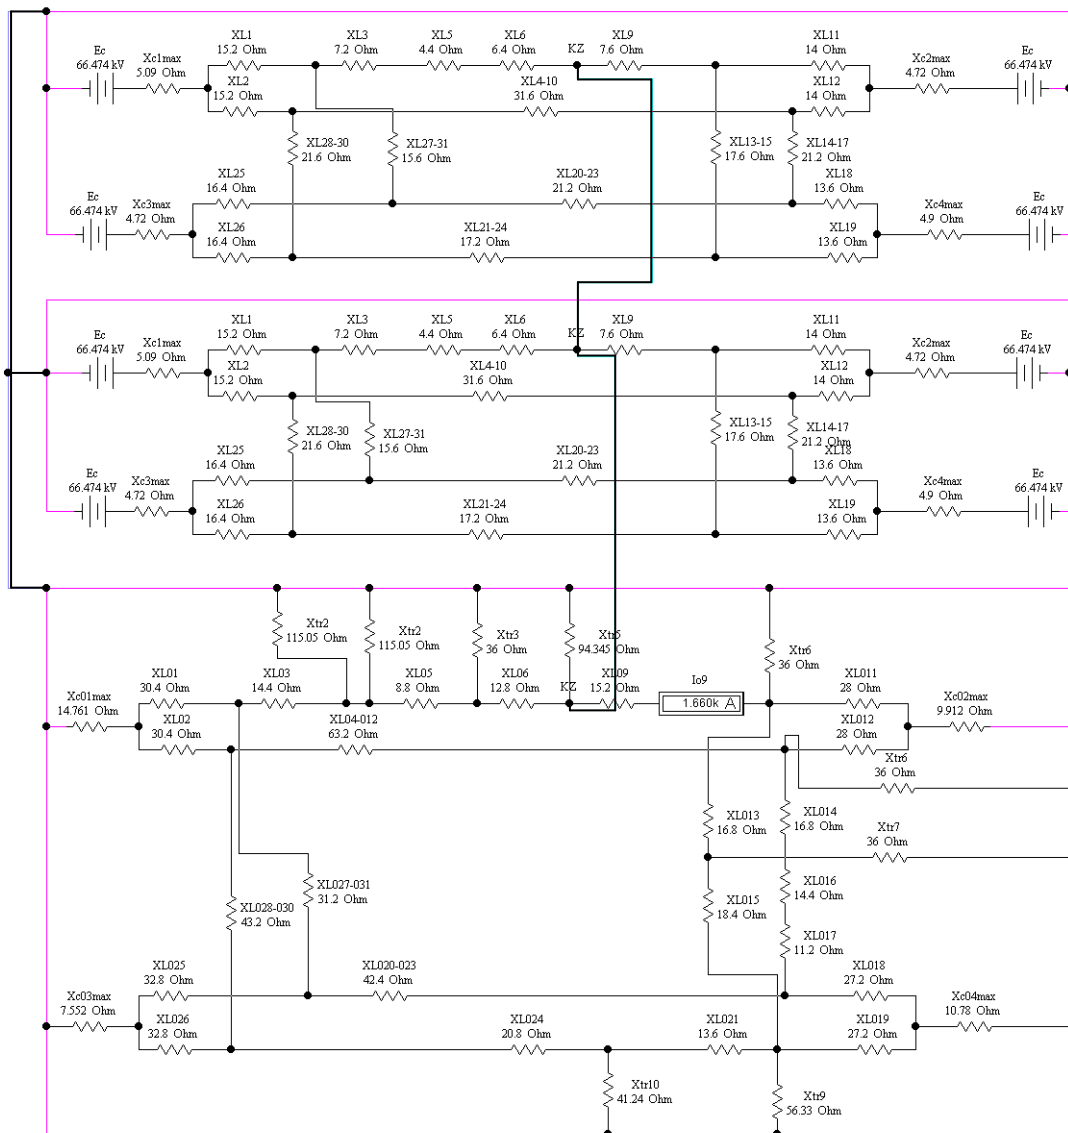 XL1
15.2 Ohm
XL3
7.2 Ohm
XL5
4.4 Ohm
XL6
6.4 Ohm
KZ
XL9
7.6 Ohm
XL11
14 Ohm
Ec
66.474 kV
Xc1max
5.09 Ohm
XL2
15.2 Ohm
XL4-10
31.6 Ohm
XL12
14 Ohm
Xc2max
4.72 Ohm
Ec
66.474 kV
XL28-30
21.6 Ohm
XL27-31
15.6 Ohm
XL13-15
17.6 Ohm
XL14-17
21.2 Ohm
XL25
16.4 Ohm
XL20-23
21.2 Ohm
XL18
13.6 Ohm
Ec
66.474 kV
Xc3max
4.72 Ohm
XL26
16.4 Ohm
XL21-24
17.2 Ohm
XL19
13.6 Ohm
Xc4max
4.9 Ohm
Ec
66.474 kV
XL1
15.2 Ohm
XL3
7.2 Ohm
XL5
4.4 Ohm
XL6
6.4 Ohm
KZ
XL9
7.6 Ohm
XL11
14 Ohm
Ec
66.474 kV
Xc1max
5.09 Ohm
XL2
15.2 Ohm
XL4-10
31.6 Ohm
XL12
14 Ohm
Xc2max
4.72 Ohm
Ec
66.474 kV
XL28-30
21.6 Ohm
XL27-31
15.6 Ohm
XL13-15
17.6 Ohm
XL14-17
21.2 Ohm
XL25
16.4 Ohm
XL20-23
21.2 Ohm
XL18
13.6 Ohm
Ec
66.474 kV
Xc3max
4.72 Ohm
XL26
16.4 Ohm
XL21-24
17.2 Ohm
XL19
13.6 Ohm
Xc4max
4.9 Ohm
Ec
66.474 kV
Xtr2
115.05 Ohm
Xtr2
115.05 Ohm
Xtr3
36 Ohm
Xtr5
94.345 Ohm
Xtr6
36 Ohm
XL01
30.4 Ohm
XL03
14.4 Ohm
XL05
8.8 Ohm
XL06
12.8 Ohm
KZ
XL09
15.2 Ohm
Io9
1.660k A
XL011
28 Ohm
Xc01max
14.761 Ohm
XL02
30.4 Ohm
XL04-012
63.2 Ohm
XL012
28 Ohm
Xc02max
9.912 Ohm
Xtr6
36 Ohm
XL013
16.8 Ohm
XL014
16.8 Ohm
Xtr7
36 Ohm
XL027-031
31.2 Ohm
XL028-030
43.2 Ohm
XL015
18.4 Ohm
XL016
14.4 Ohm
XL017
11.2 Ohm
XL025
32.8 Ohm
XL020-023
42.4 Ohm
XL018
27.2 Ohm
Xc03max
7.552 Ohm
XL026
32.8 Ohm
XL024
20.8 Ohm
XL021
13.6 Ohm
XL019
27.2 Ohm
Xc04max
10.78 Ohm
Xtr10
41.24 Ohm
Xtr9
56.33 Ohm